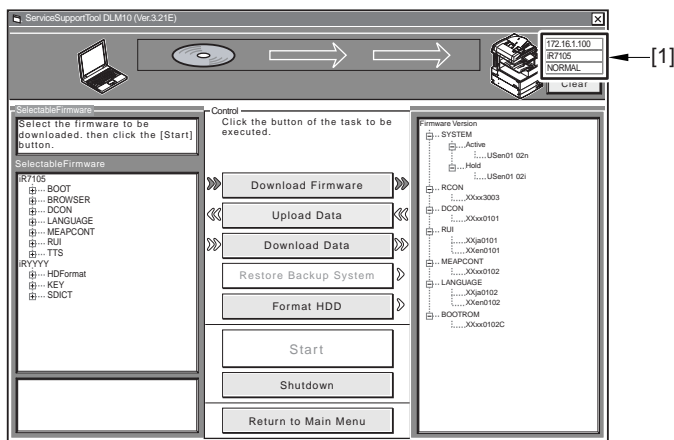 ServiceSupportTool DLM10 (Ver.3.21E)
172.16.1.100
iR7105
NORMAL
[1]
Clear
SelectableFirmware
Select the firmware to be
downloaded. then click the [Start]
button.
SelectableFirmware
iR7105
BOOT
BROWSER
DCON
LANGUAGE
MEAPCONT
RUI
TTS
iRYYYY
HDFormat
KEY
SDICT
Control
Click the button of the task to be
executed.
Download Firmware
Upload Data
Download Data
Restore Backup System
Format HDD
Start
Shutdown
Return to Main Menu
Firmware Version
SYSTEM
Active
USen01 02n
Hold
USen01 02i
RCON
XXxx3003
DCON
XXxx0101
RUI
XXja0101
XXen0101
MEAPCONT
XXxx0102
LANGUAGE
XXja0102
XXen0102
BOOTROM
XXxx0102C